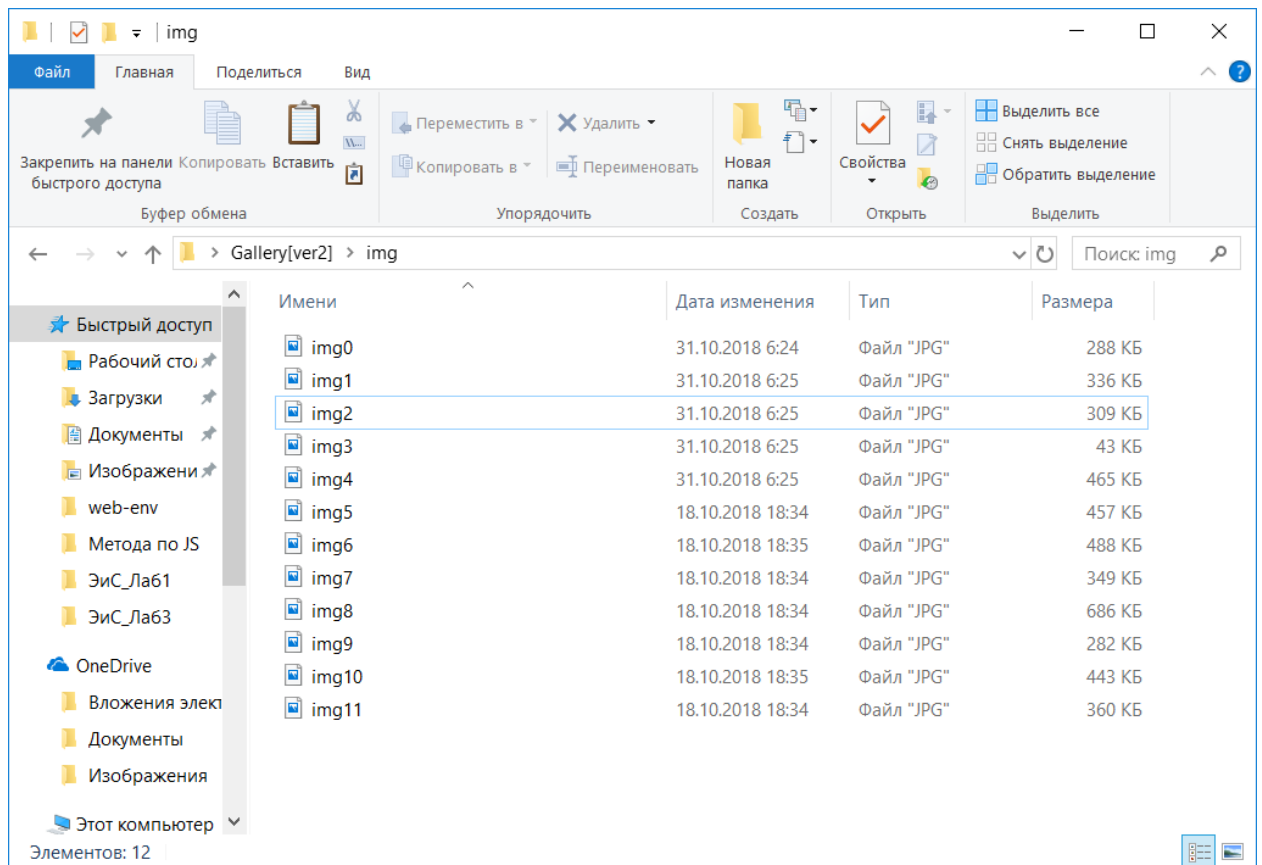 img
Файл Главная Поделиться Вид
Закрепить на панели быстрого доступа
Копировать
Вставить
Буфер обмена
Переместить в
Копировать в
Удалить
Переименовать
Упорядочить
Новая папка
Создать
Свойства
Открыть
Выделить все
Снять выделение
Обратить выделение
Выделить
Gallery[ver2] > img
Поиск: img
Быстрый доступ
Рабочий стол
Загрузки
Документы
Изображени
web-env
Метода по JS
ЭиС_Лаб1
ЭиС_Лаб3
OneDrive
Вложения элект
Документы
Изображения
Этот компьютер
Имени Дата изменения Тип Размера
img0 31.10.2018 6:24 Файл "JPG" 288 КБ
img1 31.10.2018 6:25 Файл "JPG" 336 КБ
img2 31.10.2018 6:25 Файл "JPG" 309 КБ
img3 31.10.2018 6:25 Файл "JPG" 43 КБ
img4 31.10.2018 6:25 Файл "JPG" 465 КБ
img5 18.10.2018 18:34 Файл "JPG" 457 КБ
img6 18.10.2018 18:35 Файл "JPG" 488 КБ
img7 18.10.2018 18:34 Файл "JPG" 349 КБ
img8 18.10.2018 18:34 Файл "JPG" 686 КБ
img9 18.10.2018 18:34 Файл "JPG" 282 КБ
img10 18.10.2018 18:35 Файл "JPG" 443 КБ
img11 18.10.2018 18:34 Файл "JPG" 360 КБ
Элементов: 12